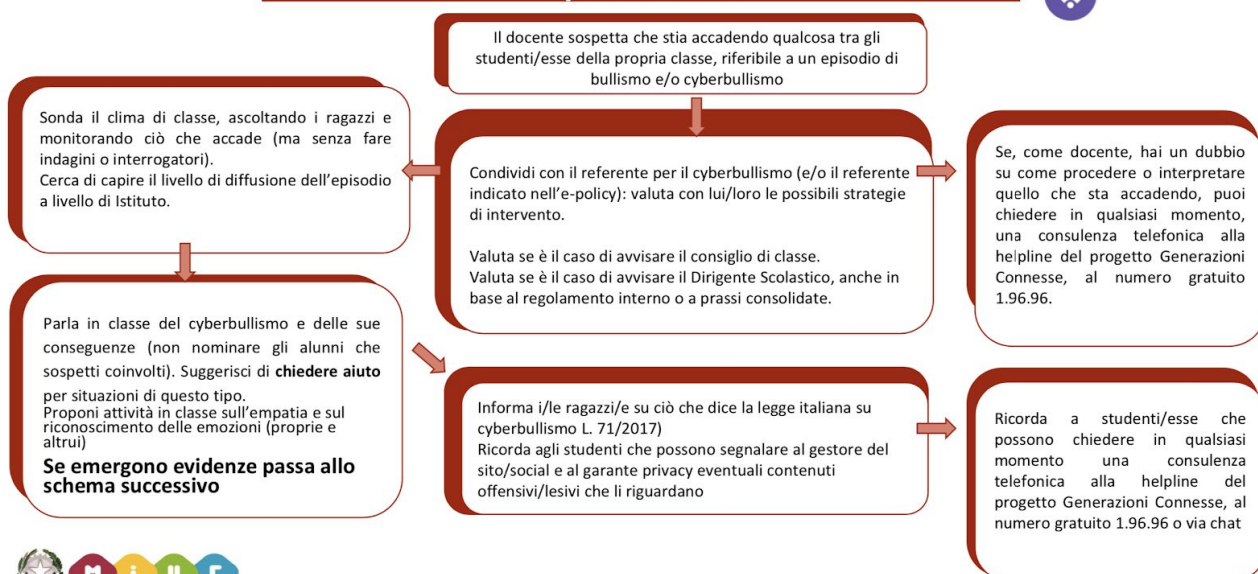 Il docente sospetta che stia accadendo qualcosa tra gli
studenti/esse della propria classe, riferibile a un episodio di
bullismo e/o cyberbullismo
Sonda il clima di classe, ascoltando i ragazzi e
monitorando ciò che accade (ma senza fare
indagini o interrogatori).
Cerca di capire il livello di diffusione dell'episodio
a livello di Istituto.
Condividi con il referente per il cyberbullismo (e/o il referente
indicato nell'e-policy): valuta con lui/loro le possibili strategie
di intervento.
Valuta se è il caso di avvisare il consiglio di classe.
Valuta se è il caso di avvisare il Dirigente Scolastico, anche in
base al regolamento interno o a prassi consolidate.
Se, come docente, hai un dubbio
su come procedere o interpretare
quello che sta accadendo, puoi
chiedere in qualsiasi momento,
una consulenza telefonica alla
helpline del progetto Generazioni
Connesse, al numero gratuito
1.96.96.
Parla in classe del cyberbullismo e delle sue
conseguenze (non nominare gli alunni che
sospetti coinvolti). Suggerisci di chiedere aiuto
per situazioni di questo tipo.
Proponi attività in classe sull'empatia e sul
riconoscimento delle emozioni (proprie e
altrui)
Se emergono evidenze passa allo
schema successivo
Informa i/le ragazzi/e su ciò che dice la legge italiana su
cyberbullismo L. 71/2017)
Ricorda agli studenti che possono segnalare al gestore del
sito/social e al garante privacy eventuali contenuti
offensivi/lesivi che li riguardano
Ricorda a studenti/esse che
possono chiedere in qualsiasi
momento una consulenza
telefonica alla helpline del
progetto Generazioni Connesse, al
numero gratuito 1.96.96 o via chat